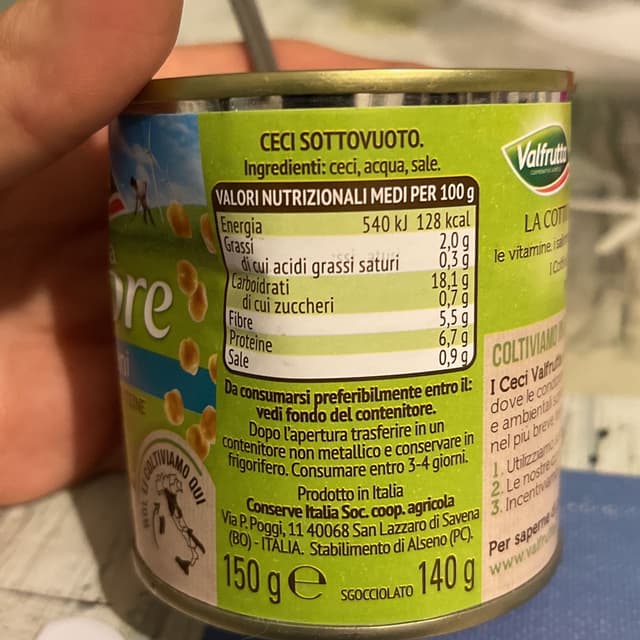 CECI SOTTOVUOTO.
Ingredienti: ceci, acqua, sale.
VALORI NUTRIZIONALI MEDI PER 100 g
Energia 540 kJ 128 kcal
Grassi 2,0 g
di cui acidi grassi saturi 0,3 g
Carboidrati 18,1 g
di cui zuccheri 0,7 g
Fibre 5,5 g
Proteine 6,7 g
Sale 0,9 g
Da consumarsi preferibilmente entro il:
vedi fondo del contenitore.
Dopo l'apertura trasferire in un
contenitore non metallico e conservare in
frigorifero. Consumare entro 3-4 giorni.
Prodotto in Italia
Conserve Italia Soc. coop. agricola
Via P. Poggi, 11 40068 San Lazzaro di Savena
(BO) - ITALIA. Stabilimento di Alseno (PC).
150 g e SGOCCIOLATO 140 g
Valfrutta
LA
le vitamine, i
COLTIVIAMO
I Ceci
dove le
e ambientali
nel più breve
1. Utilizziamo
2. Le nostre
3.
Per saperne
LI COLTIVIAMO QUI